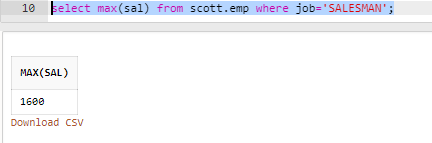 10 select max(sal) from scott.emp where job='SALESMAN';
MAX(SAL)
1600
Download CSV